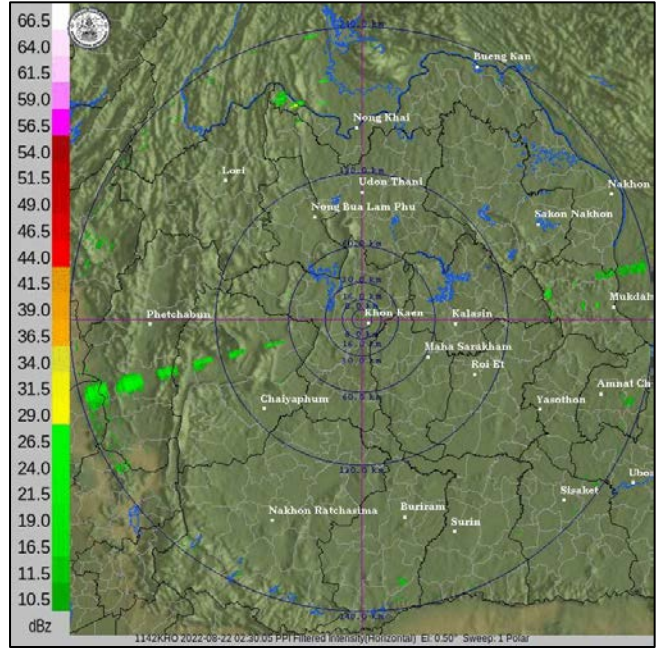 66.5
64.0
61.5
59.0
56.5
54.0
51.5
49.0
46.5
44.0
41.5
39.0
36.5
34.0
31.5
29.0
26.5
24.0
21.5
19.0
16.5
13.5
11.5
10.5
dBz
Bueng Kan
Nong Khai
Loei
Udon Thani
Nakhon
Nong Bua Lam Phu
Sakon Nakhon
Mukdah
Phetchabun
Khon Kaen
Kalasin
Maha Sarakham
Roi Et
Amnat Ch
Chaiyaphum
Yasothon
Ubo
Sisaket
Nakhon Ratchasima
Buriram
Surin
1142KHO 2022-08-22 02:30:05 PPI Filtered Intensity(Horizontal) El: 0.50° Sweep: 1 Polar